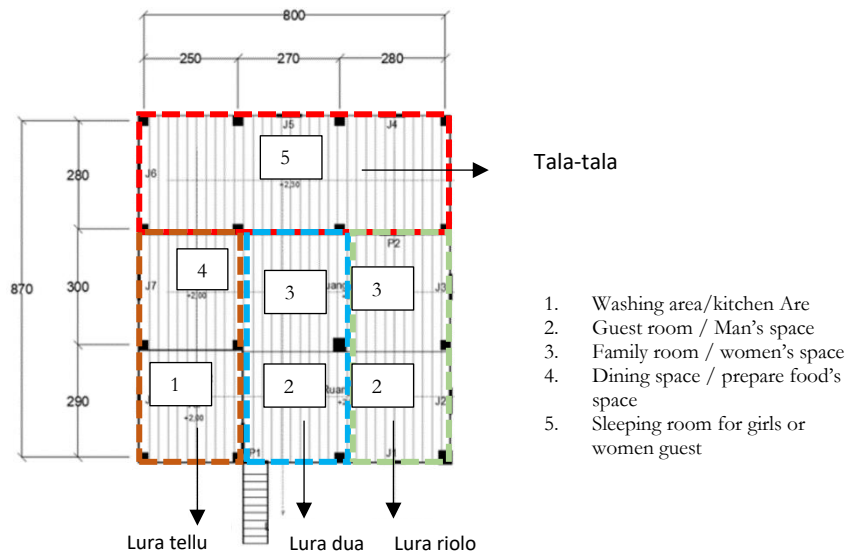 800
250
270
280
J5
J4
5
Tala-tala
J6
280
+2,30
P2
4
870
300
J7
3
3
J3
+2,00
1. Washing area/kitchen Are
2. Guest room / Man's space
3. Family room / women's space
4. Dining space / prepare food's
space
5. Sleeping room for girls or
women guest
290
1
2
2
J2
+2,00
P1
J1
Lura tellu
Lura dua
Lura riolo